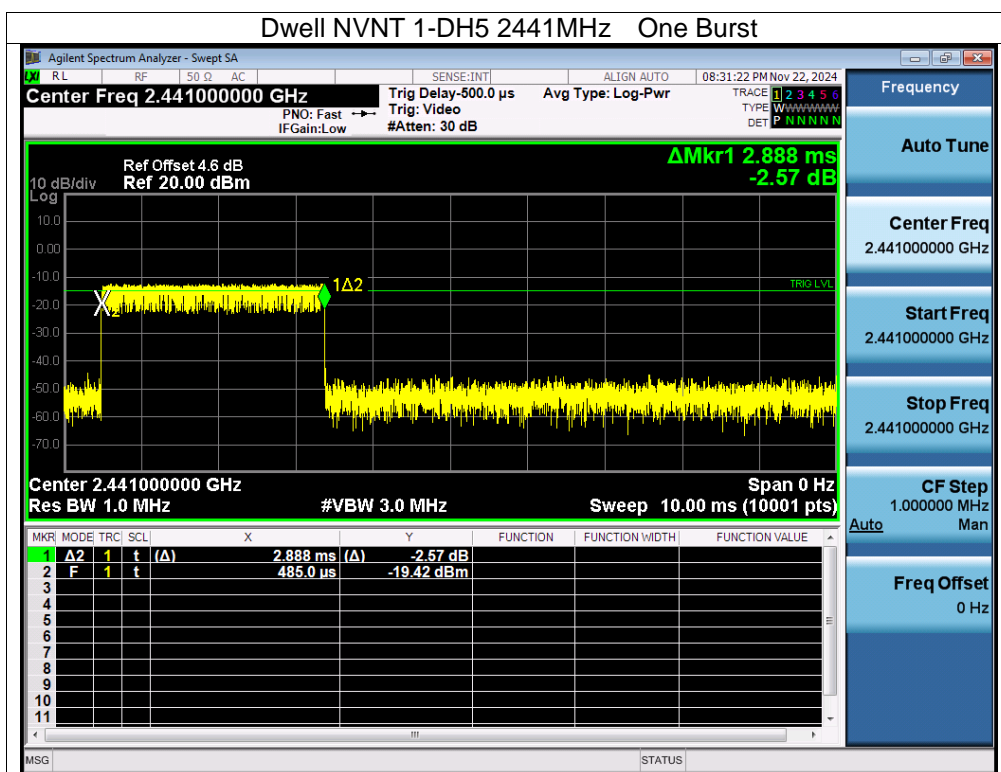 Dwell NVNT 1-DH5 2441MHz One Burst
Agilent Spectrum Analyzer - Swept SA
LXI RL RF 50 Ω AC SENSE:INT ALIGN AUTO 08:31:22 PM Nov 22, 2024
Center Freq 2.441000000 GHz
PNO: Fast
IFGain:Low
Trig Delay-500.0 µs
Trig: Video
#Atten: 30 dB
Avg Type: Log-Pwr
TRACE 1 2 3 4 5 6
TYPE WWWWWW
DET P N N N N N
Frequency
Auto Tune
Center Freq
2.441000000 GHz
Start Freq
2.441000000 GHz
Stop Freq
2.441000000 GHz
CF Step
1.000000 MHz
Auto Man
Freq Offset
0 Hz
ΔMkr1 2.888 ms
-2.57 dB
Ref Offset 4.6 dB
10 dB/div Ref 20.00 dBm
Log
10.0
0.00
-10.0
-20.0
-30.0
-40.0
-50.0
-60.0
-70.0
1Δ2
TRIG LVL
X2
Center 2.441000000 GHz Span 0 Hz
Res BW 1.0 MHz #VBW 3.0 MHz Sweep 10.00 ms (10001 pts)
MKR MODE TRC SCL X Y FUNCTION FUNCTION WIDTH FUNCTION VALUE
1 Δ2 1 t (Δ) 2.888 ms (Δ) -2.57 dB
2 F 1 t 485.0 µs -19.42 dBm
3
4
5
6
7
8
9
10
11
MSG STATUS